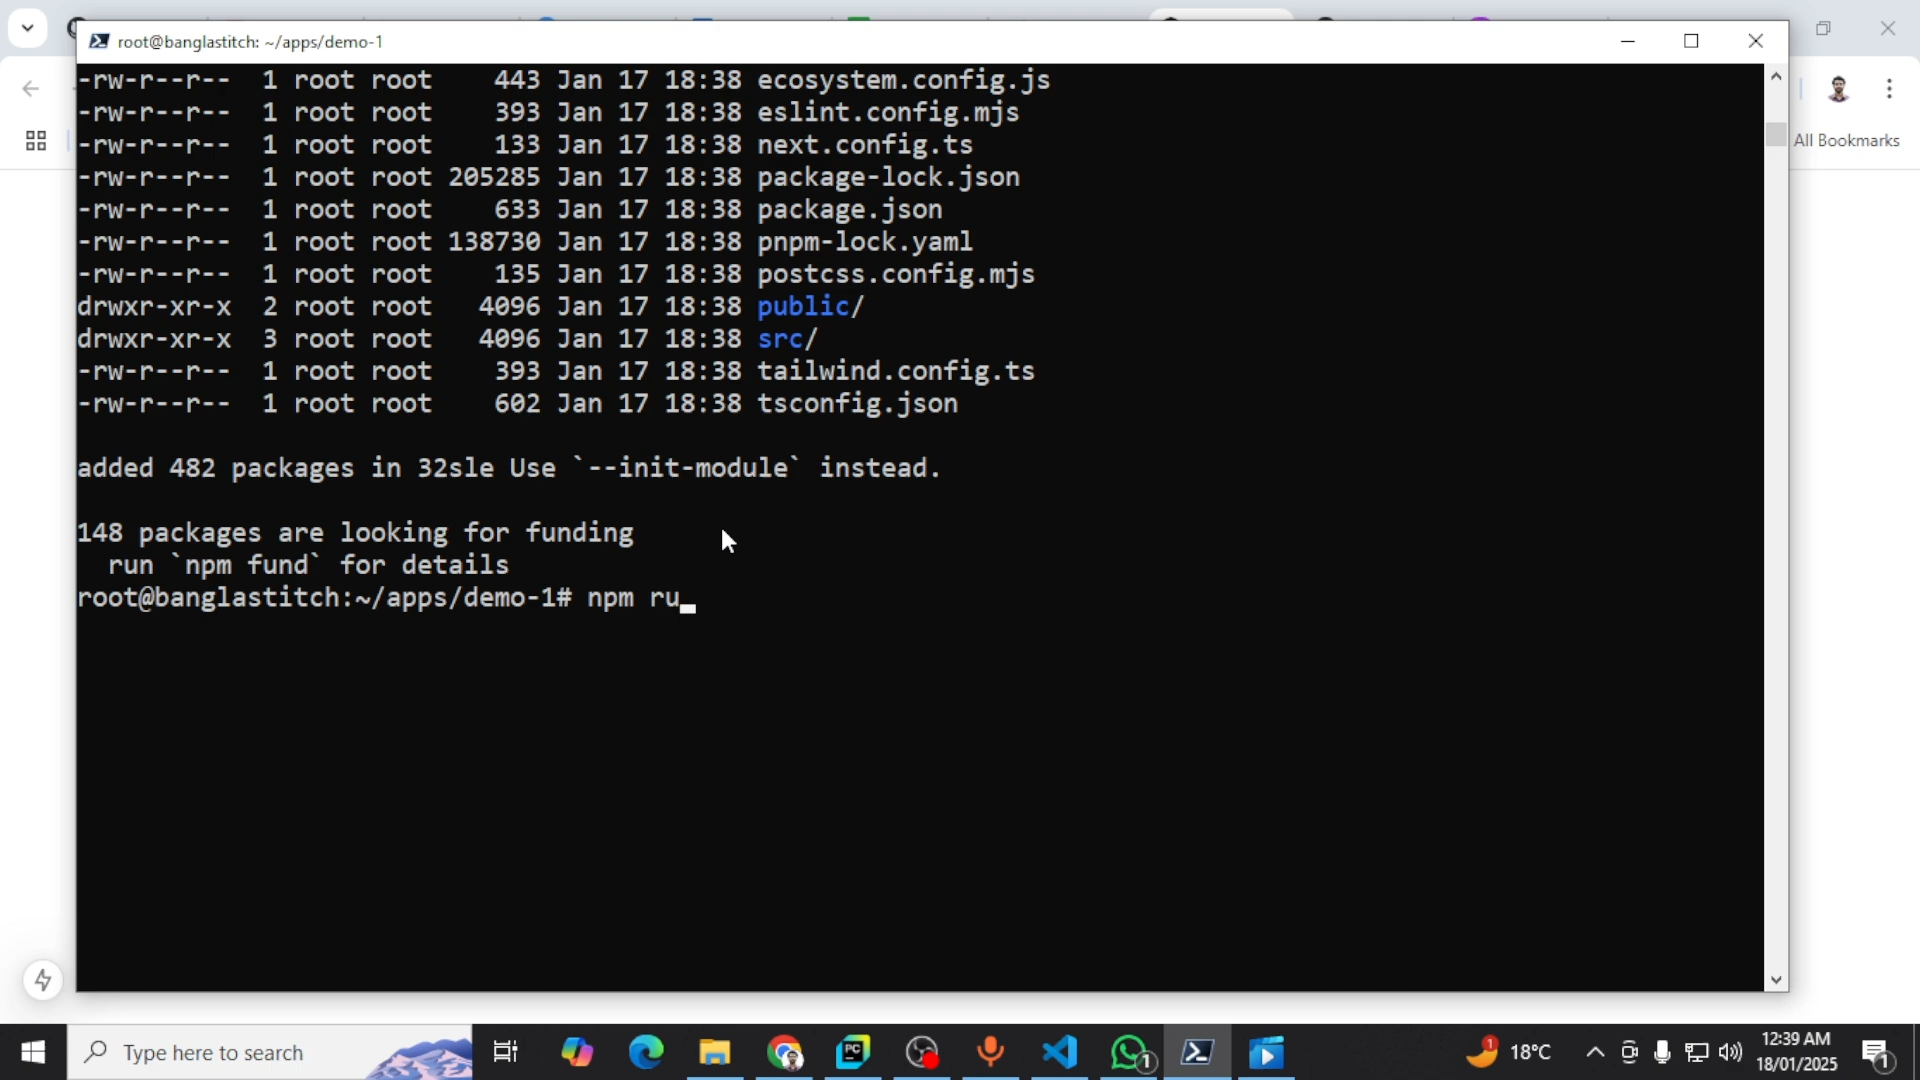 root@banglastitch: ~/apps/demo-1
All Bookmarks
-rw-r--r--  1 root root    443 Jan 17 18:38 ecosystem.config.js
-rw-r--r--  1 root root    393 Jan 17 18:38 eslint.config.mjs
-rw-r--r--  1 root root    133 Jan 17 18:38 next.config.ts
-rw-r--r--  1 root root 205285 Jan 17 18:38 package-lock.json
-rw-r--r--  1 root root    633 Jan 17 18:38 package.json
-rw-r--r--  1 root root 138730 Jan 17 18:38 pnpm-lock.yaml
-rw-r--r--  1 root root    135 Jan 17 18:38 postcss.config.mjs
drwxr-xr-x  2 root root   4096 Jan 17 18:38 public/
drwxr-xr-x  3 root root   4096 Jan 17 18:38 src/
-rw-r--r--  1 root root    393 Jan 17 18:38 tailwind.config.ts
-rw-r--r--  1 root root    602 Jan 17 18:38 tsconfig.json
added 482 packages in 32sle Use `--init-module` instead.
148 packages are looking for funding
  run `npm fund` for details
root@banglastitch:~/apps/demo-1# npm ru
Type here to search
PC
1
1
18°C
12:39 AM
18/01/2025
1